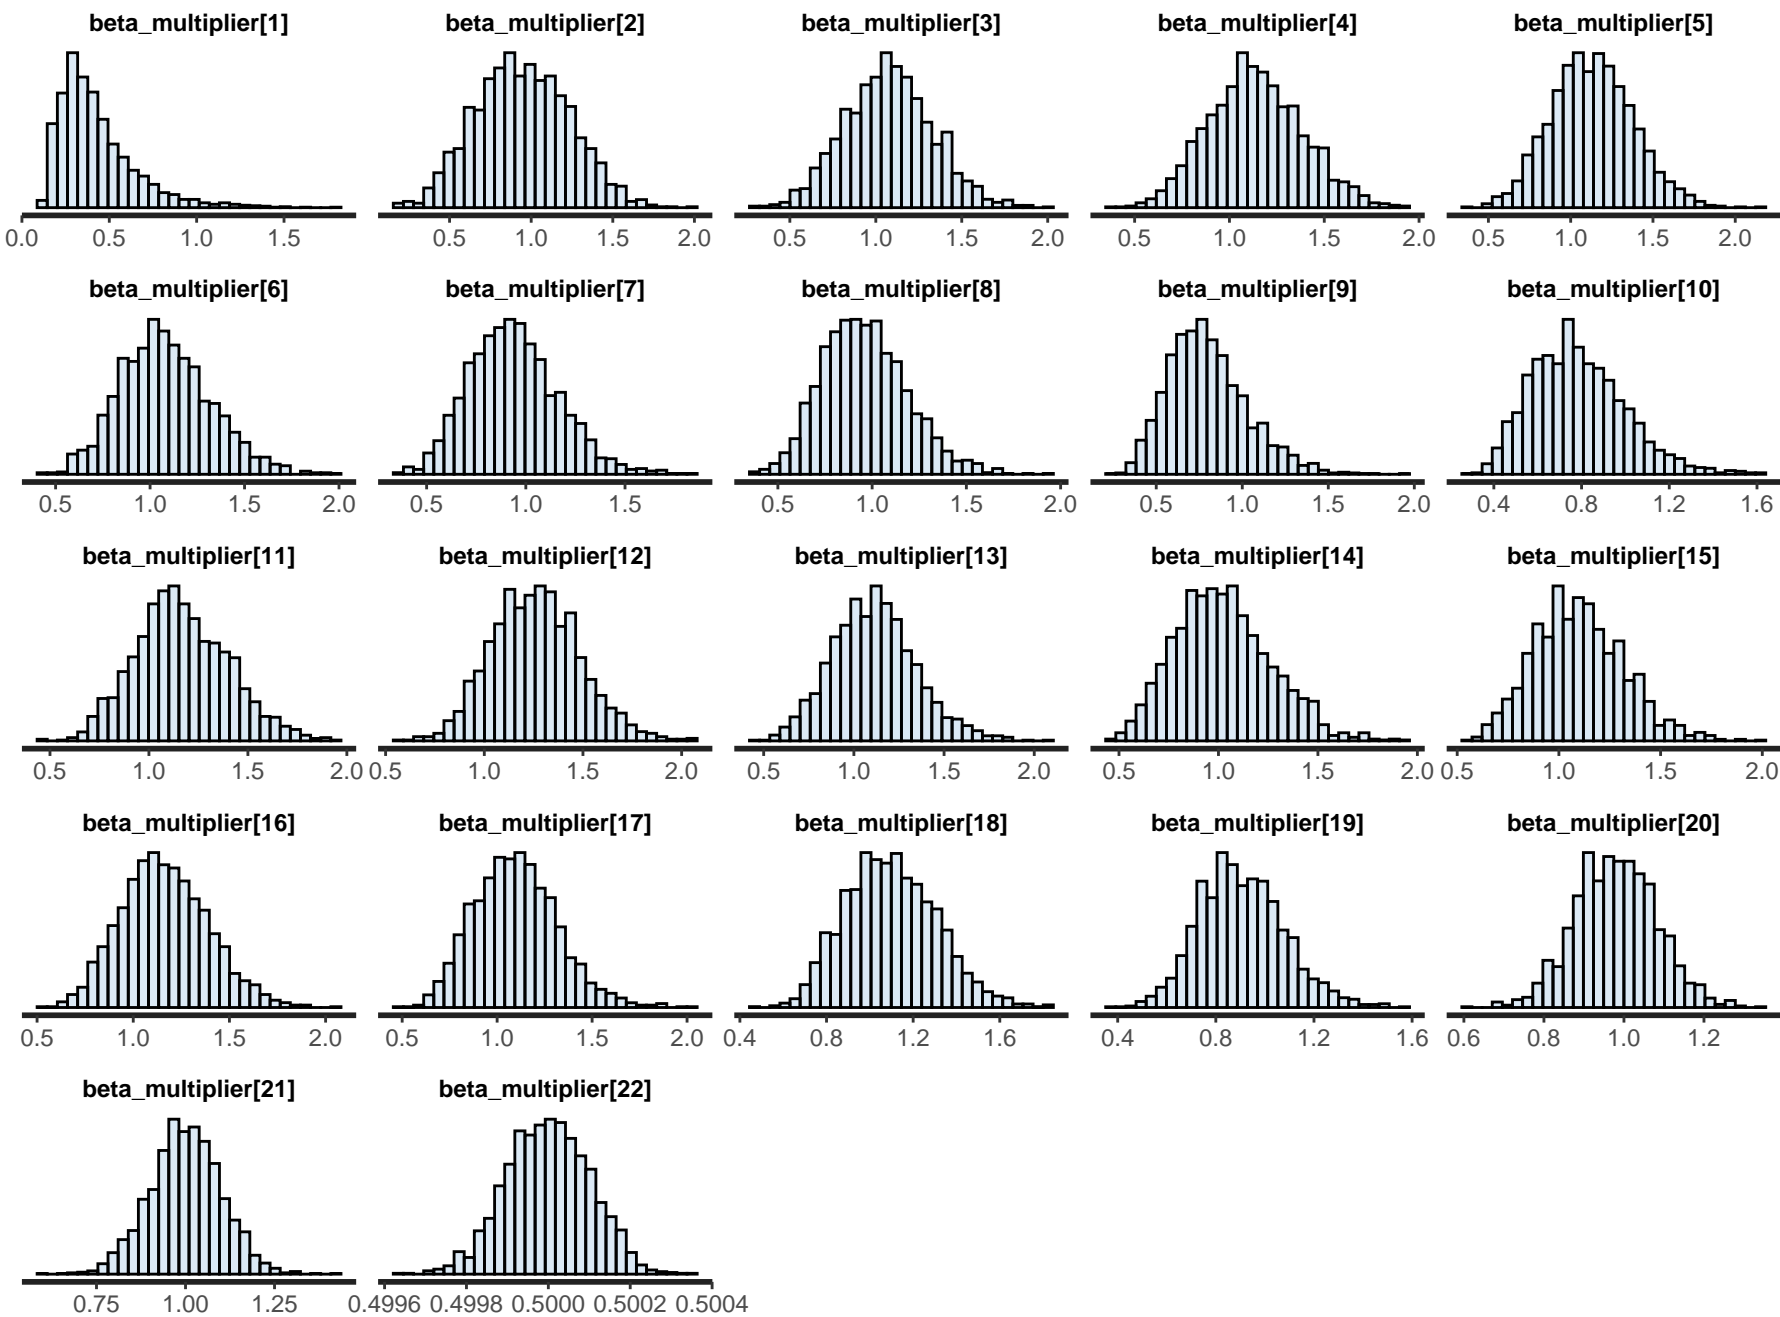 beta_multiplier[1] beta_multiplier[2] beta_multiplier[3] beta_multiplier[4] beta_multiplier[5]
0.0 0.5 1.0 1.5 0.5 1.0 1.5 2.0 0.5 1.0 1.5 2.0 0.5 1.0 1.5 2.0 0.5 1.0 1.5 2.0
beta_multiplier[6] beta_multiplier[7] beta_multiplier[8] beta_multiplier[9] beta_multiplier[10]
0.5 1.0 1.5 2.0 0.5 1.0 1.5 0.5 1.0 1.5 2.0 0.5 1.0 1.5 2.0 0.4 0.8 1.2 1.6
beta_multiplier[11] beta_multiplier[12] beta_multiplier[13] beta_multiplier[14] beta_multiplier[15]
0.5 1.0 1.5 2.0 0.5 1.0 1.5 2.0 0.5 1.0 1.5 2.0 0.5 1.0 1.5 2.0 0.5 1.0 1.5 2.0
beta_multiplier[16] beta_multiplier[17] beta_multiplier[18] beta_multiplier[19] beta_multiplier[20]
0.5 1.0 1.5 2.0 0.5 1.0 1.5 2.0 0.4 0.8 1.2 1.6 0.4 0.8 1.2 1.6 0.6 0.8 1.0 1.2
beta_multiplier[21] beta_multiplier[22]
0.75 1.00 1.25 0.4996 0.4998 0.5000 0.5002 0.5004